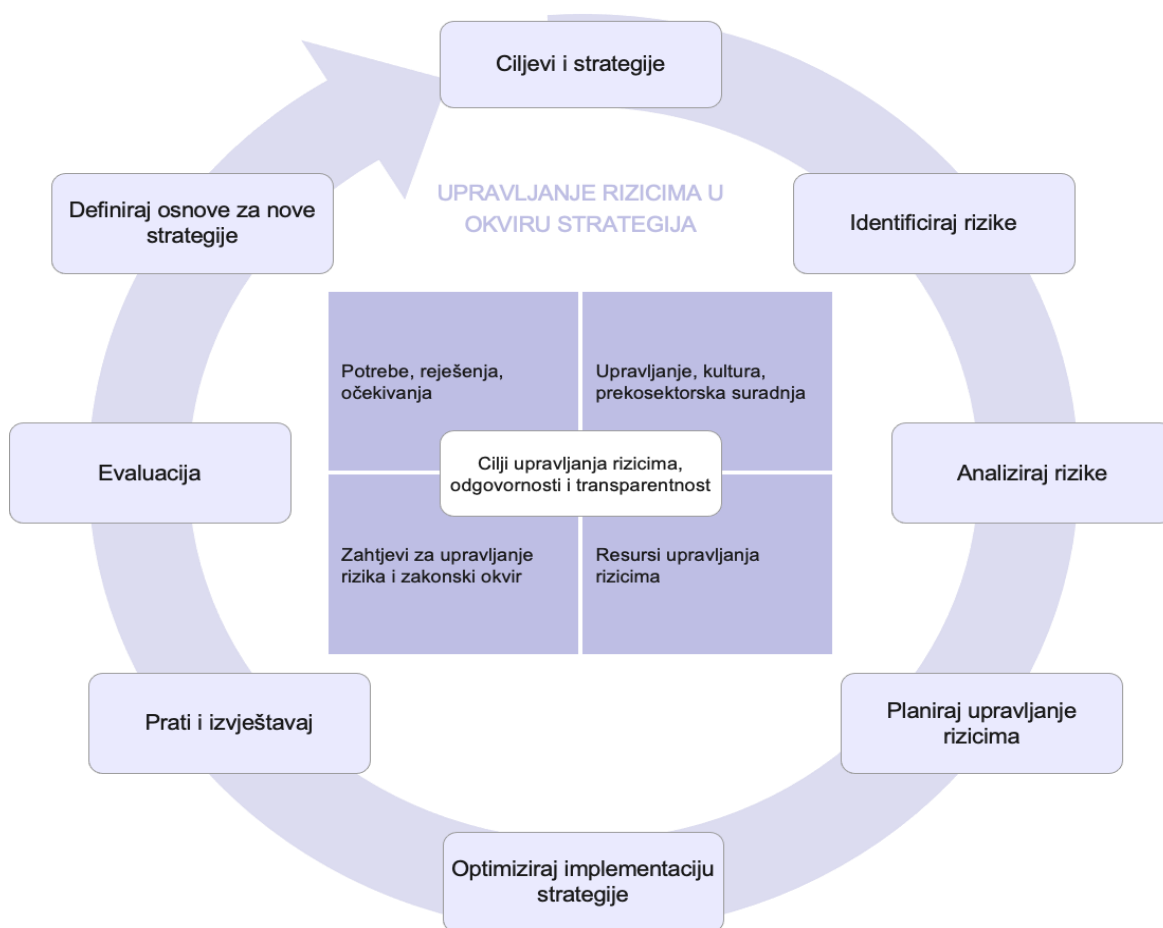 Ciljevi i strategije
UPRAVLJANJE RIZICIMA U
OKVIRU STRATEGIJA
Identificiraj rizike
Analiziraj rizike
Planiraj upravljanje
rizicima
Optimiziraj implementaciju
strategije
Prati i izvještavaj
Evaluacija
Definiraj osnove za nove
strategije
Potrebe, rješenja,
očekivanja
Upravljanje, kultura,
prekosektorska suradnja
Cilji upravljanja rizicima,
odgovornosti i transparentnost
Zahtjevi za upravljanje
rizika i zakonski okvir
Resursi upravljanja
rizicima